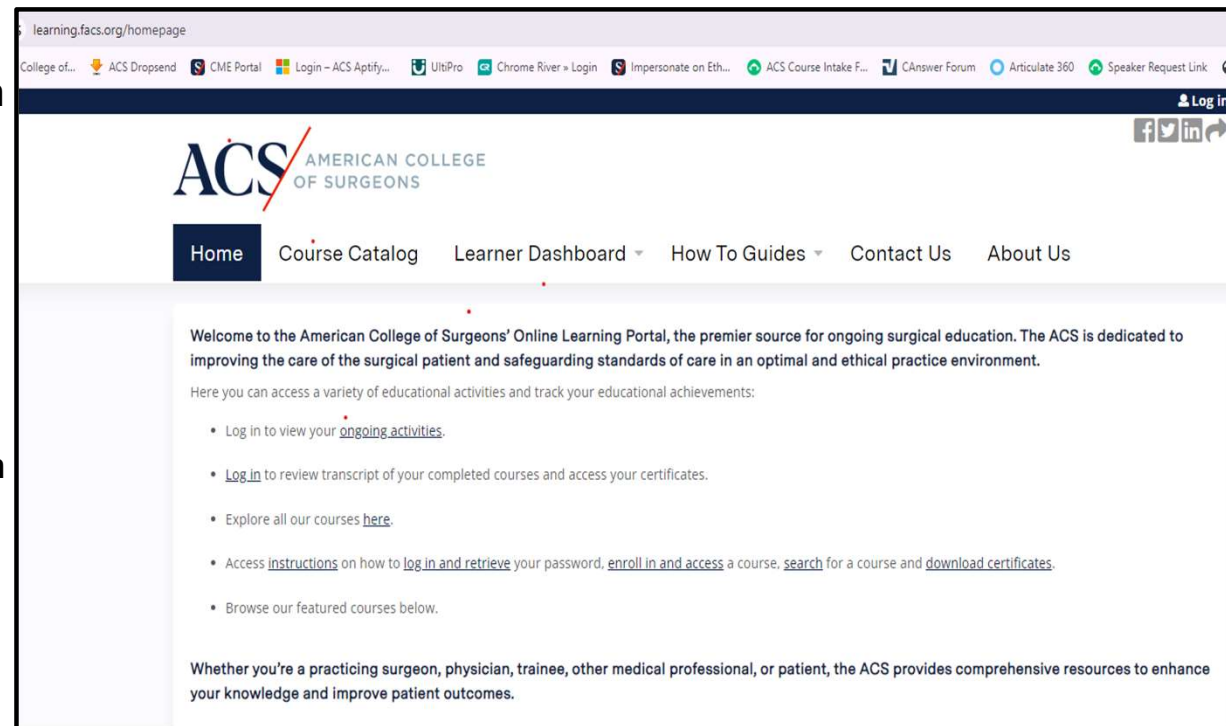 learning.facs.org/homepage
College of... ACS Dropsend CME Portal Login – ACS Aptify... UltiPro Chrome River » Login Impersonate on Eth... ACS Course Intake F... CAnswer Forum Articulate 360 Speaker Request Link
Log in
ACS AMERICAN COLLEGE
OF SURGEONS
Home Course Catalog Learner Dashboard How To Guides Contact Us About Us
Welcome to the American College of Surgeons' Online Learning Portal, the premier source for ongoing surgical education. The ACS is dedicated to
improving the care of the surgical patient and safeguarding standards of care in an optimal and ethical practice environment.
Here you can access a variety of educational activities and track your educational achievements:
• Log in to view your ongoing activities.
• Log in to review transcript of your completed courses and access your certificates.
• Explore all our courses here.
• Access instructions on how to log in and retrieve your password, enroll in and access a course, search for a course and download certificates.
• Browse our featured courses below.
Whether you're a practicing surgeon, physician, trainee, other medical professional, or patient, the ACS provides comprehensive resources to enhance
your knowledge and improve patient outcomes.